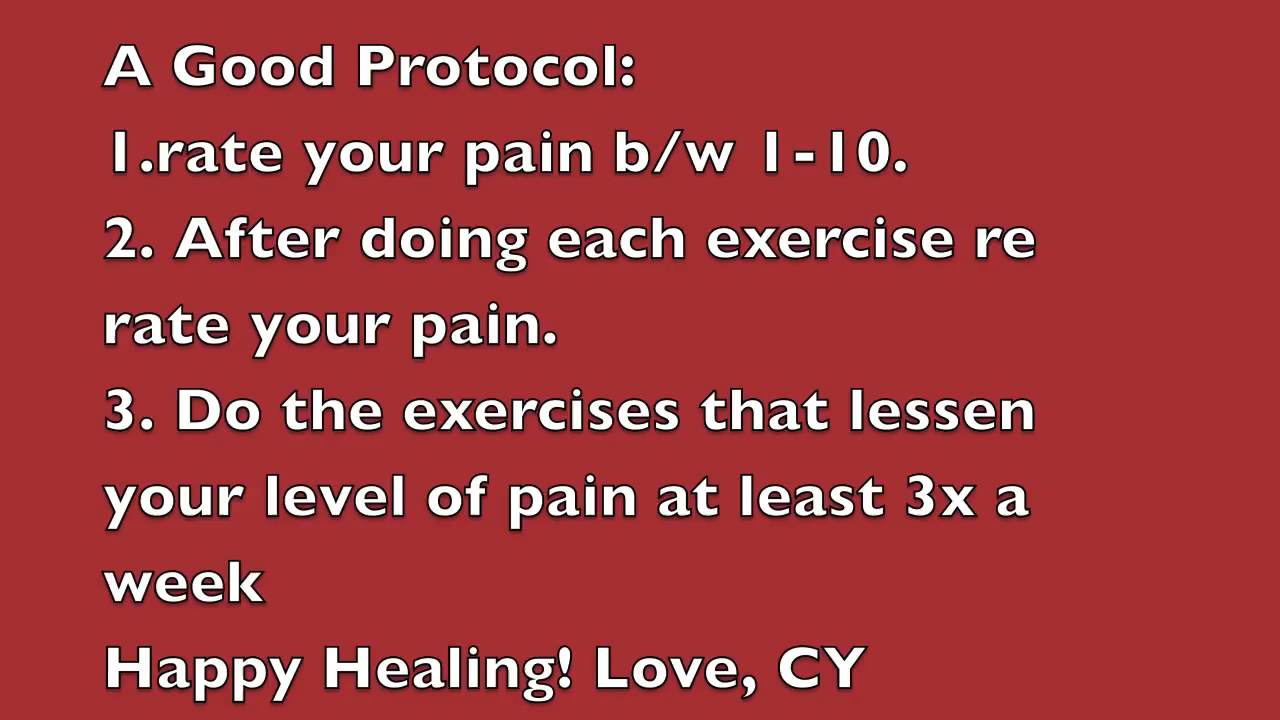 A Good Protocol:
1.rate your pain b/w 1-10.
2. After doing each exercise re
rate your pain.
3. Do the exercises that lessen
your level of pain at least 3x a
week
Happy Healing! Love, CY